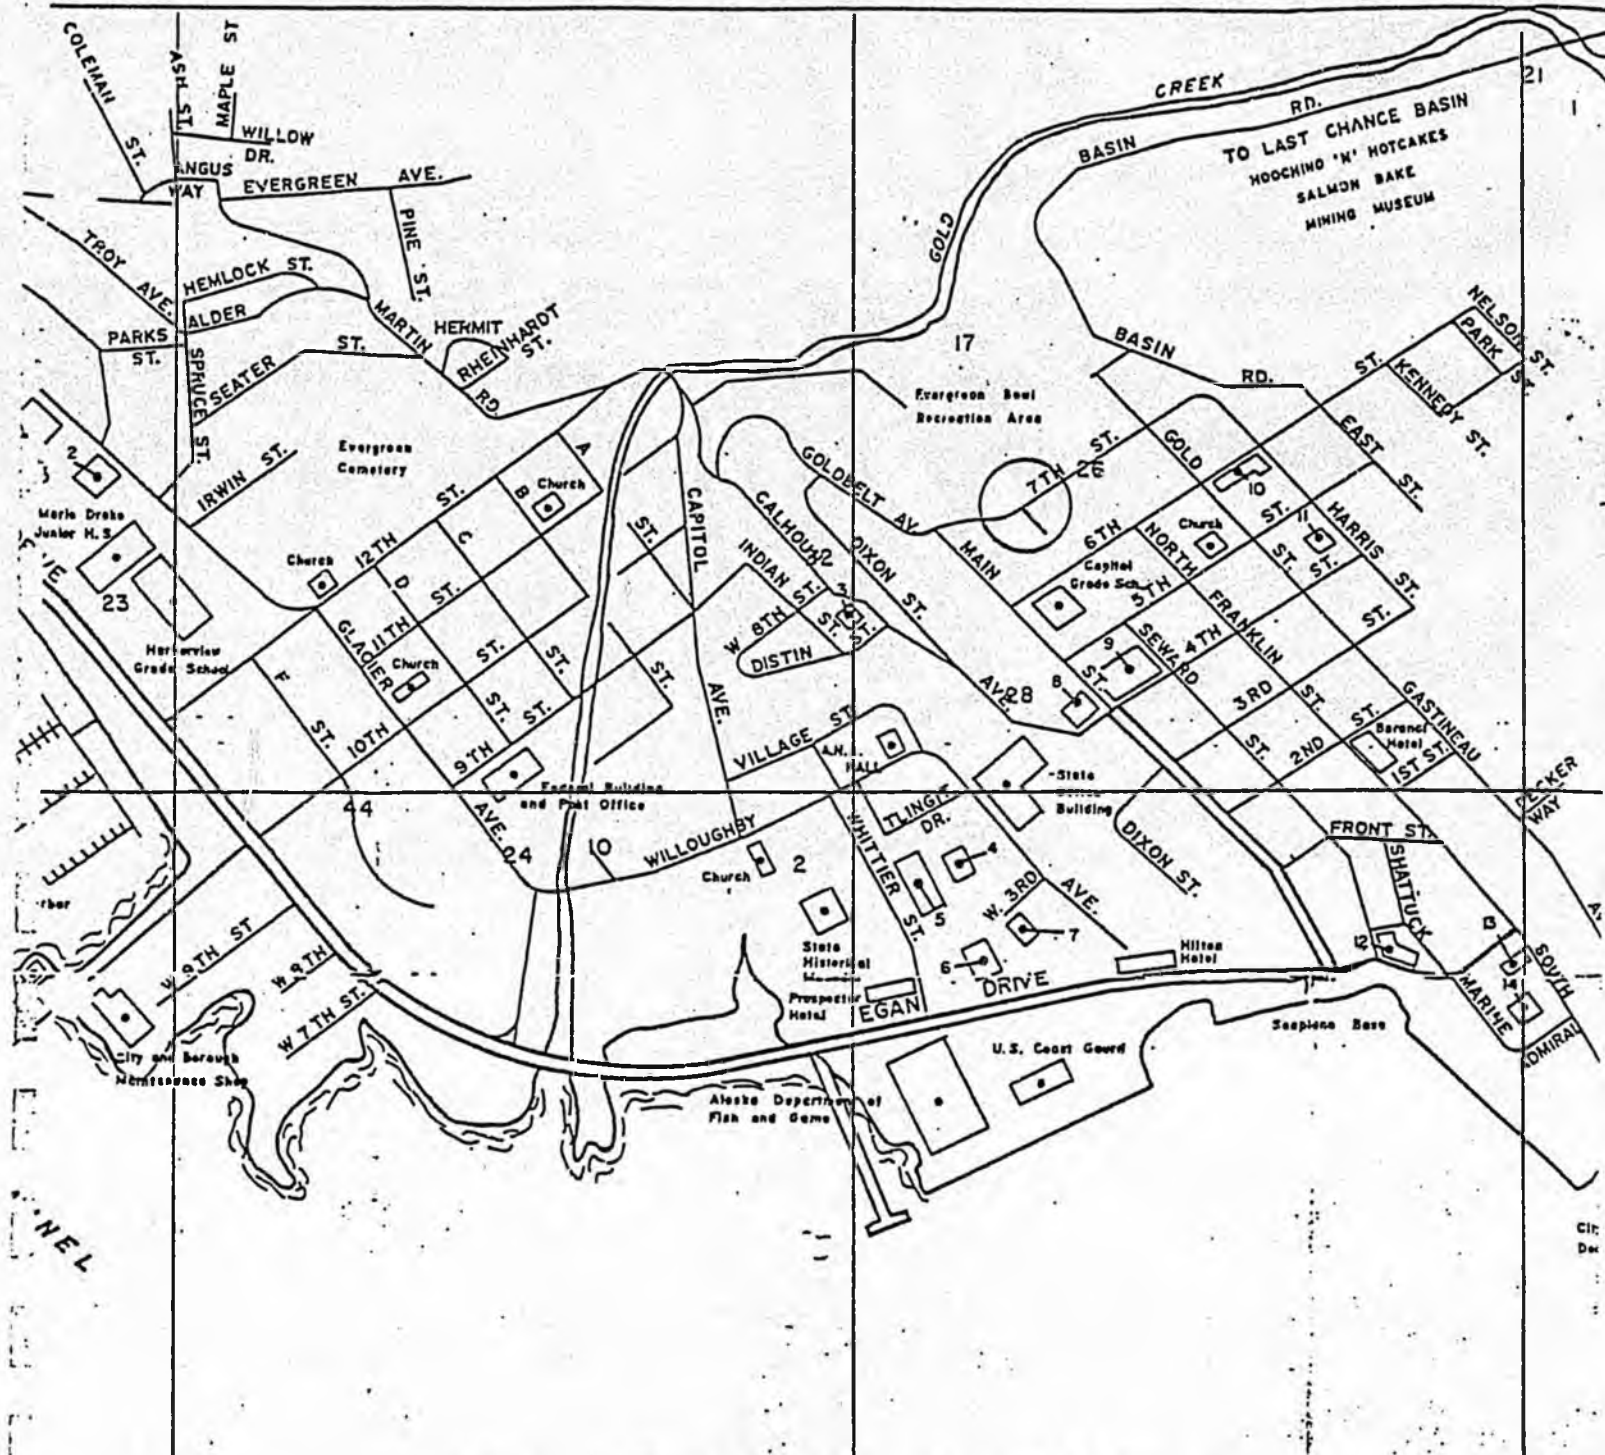 COLEMAN
ST.
ASH ST.
MAPLE ST
WILLOW
DR.
ANGUS
WAY
EVERGREEN AVE.
PINE ST.
TROY
AVE.
HEMLOCK ST.
ALDER
PARKS
ST.
SPRUCE
ST.
SEATER ST.
MARTIN
RD.
HERMIT
RHEINHARDT
ST.
IRWIN ST.
Evergreen
Cemetery
CREEK
GOLD
BASIN RD.
TO LAST CHANCE BASIN
HOOCHING 'N' HOTCAKES
SALMON BAKE
MINING MUSEUM
21
1
17
Evergreen Bowl
Recreation Area
BASIN RD.
NELSON ST.
PARK ST.
KENNEDY ST.
EAST ST.
2
Marie Drake
Junior H.S.
23
Harborview
Grade School
Church
12TH ST.
A
B
C
D
Church
11TH ST.
GLACIER
AVE.
Church
F
ST.
10TH ST.
9TH ST.
ST.
ST.
ST.
ST.
CAPITOL
AVE.
CALHOUN
AVE.
GOLDBELT AV.
DIXON
ST.
INDIAN ST.
W 8TH ST.
DISTIN
3
7TH ST.
MAIN
ST.
6TH ST.
GOLD
ST.
NORTH
FRANKLIN
ST.
10
11
Church
Capitol
Grade Sch.
5TH ST.
HARRIS
ST.
SEWARD
ST.
4TH ST.
3RD ST.
2ND ST.
1ST ST.
GASTINEAU
Baranof
Hotel
DECKER
WAY
8
9
28
VILLAGE ST.
HALL
State
Building
Federal Building
and Post Office
44
24
10
WILLOUGHBY
AVE.
TLINGIT
DR.
WHITTIER
ST.
Church
2
4
5
6
7
W. 3RD
State
Historical
Museum
Prospector
Hotel
EGAN DRIVE
Hilton
Hotel
DIXON ST.
FRONT ST.
SHATTUCK
12
13
14
SOUTH
MARINE
ADMIRAL
Seaplane Base
U.S. Coast Guard
Alaska Department of
Fish and Game
W 9TH ST
W 8TH
W 7TH ST.
City and Borough
Maintenance Shop
NEL